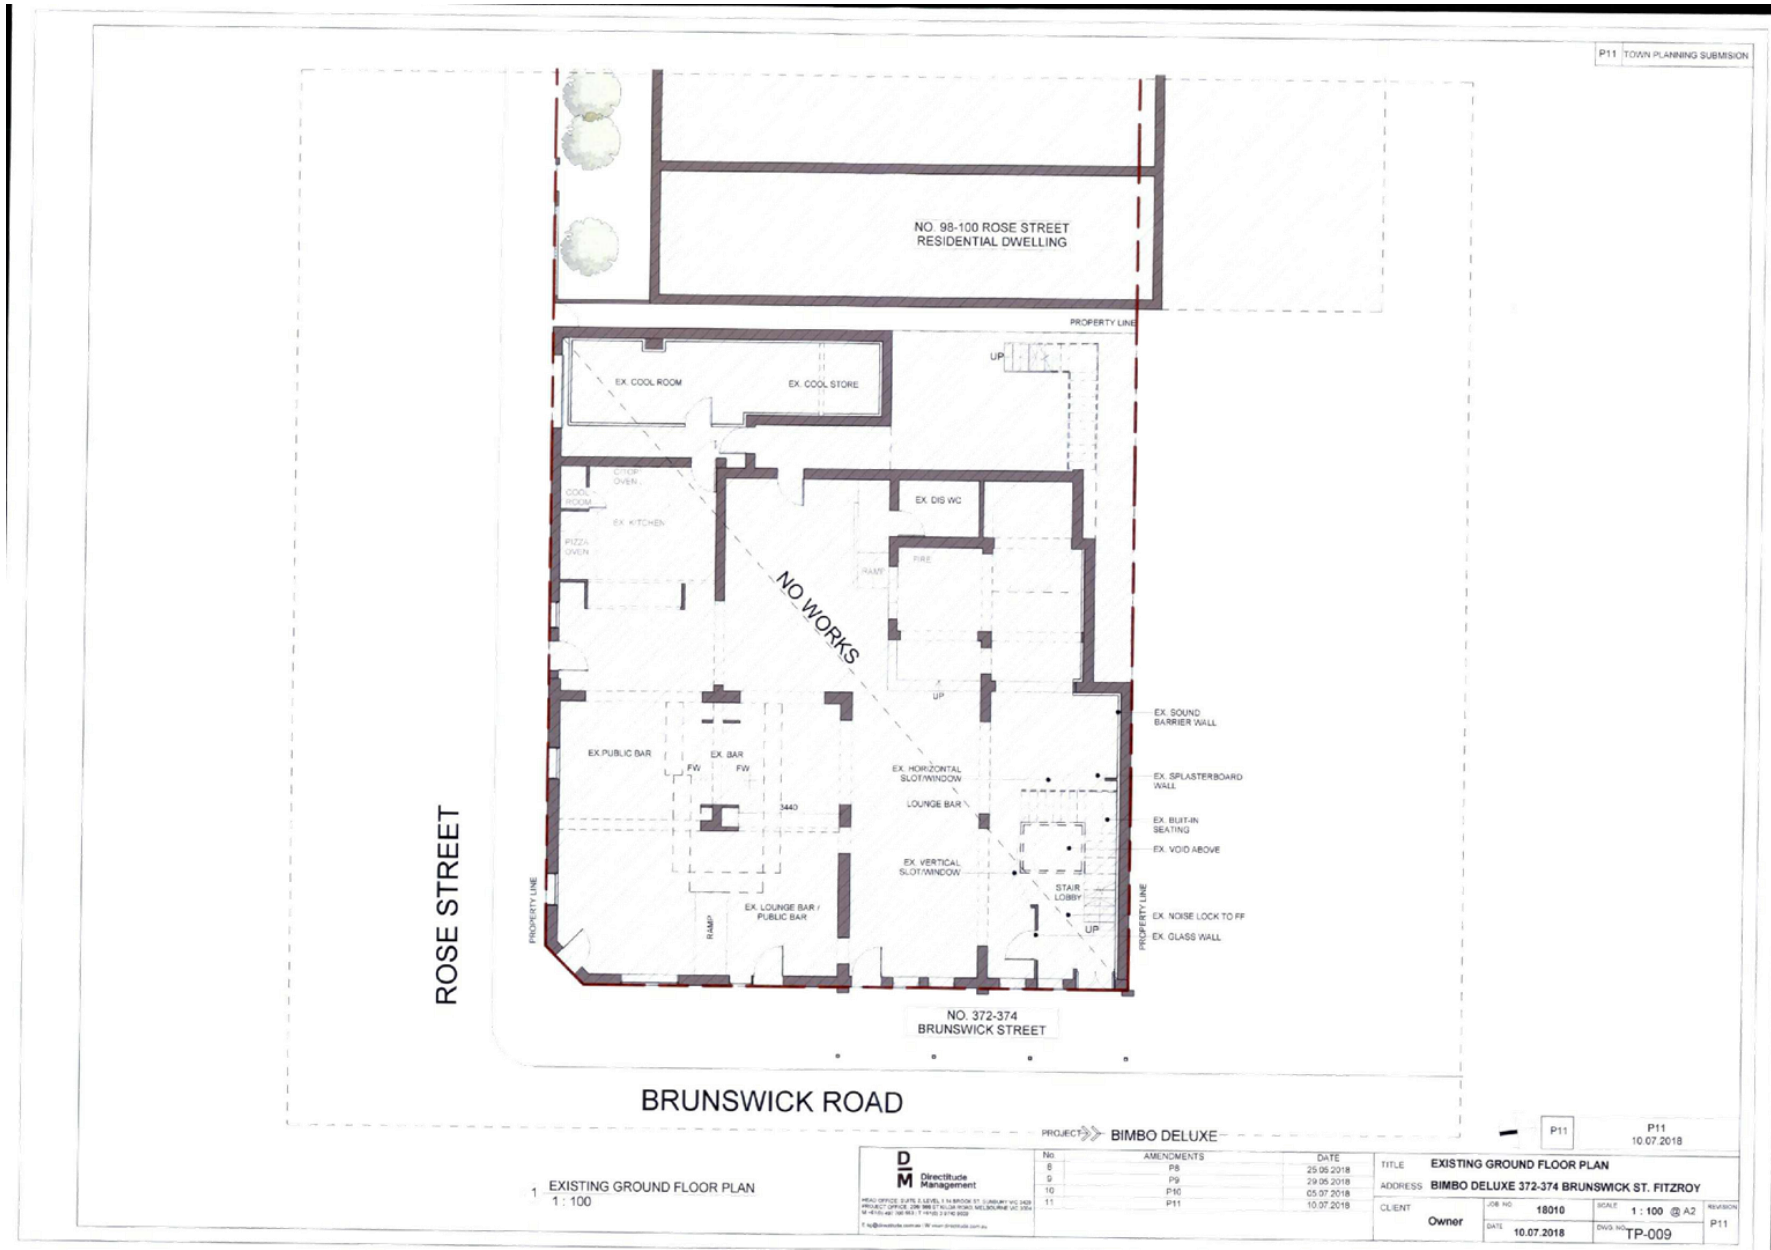 P11 TOWN PLANNING SUBMISION
NO. 98-100 ROSE STREET
RESIDENTIAL DWELLING
PROPERTY LINE
UP
EX. COOL ROOM
EX. COOL STORE
OVEN
COOL
ROOM
EX. KITCHEN
PIZZA
OVEN
EX. DIS WC
FIRE
RAMP
NO WORKS
UP
EX. SOUND
BARRIER WALL
EX.PUBLIC BAR
EX. BAR
FW
FW
EX. HORIZONTAL
SLOT/WINDOW
EX. SPLASTERBOARD
WALL
3440
LOUNGE BAR
EX. BUIT-IN
SEATING
EX. VOID ABOVE
EX. VERTICAL
SLOT/WINDOW
STAIR
LOBBY
EX. LOUNGE BAR /
PUBLIC BAR
RAMP
UP
EX. NOISE LOCK TO FF
EX. GLASS WALL
PROPERTY LINE
PROPERTY LINE
ROSE STREET
NO. 372-374
BRUNSWICK STREET
BRUNSWICK ROAD
PROJECT BIMBO DELUXE
P11
P11
10.07.2018
1 EXISTING GROUND FLOOR PLAN
1 : 100
DM Directitude
Management
No AMENDMENTS DATE
8 P8 25.06.2018
9 P9 29.06.2018
10 P10 05.07.2018
11 P11 10.07.2018
TITLE EXISTING GROUND FLOOR PLAN
ADDRESS BIMBO DELUXE 372-374 BRUNSWICK ST. FITZROY
CLIENT Owner
JOB NO. 18010
SCALE 1 : 100 @ A2
REVISION P11
DATE 10.07.2018
DWG. NO. TP-009